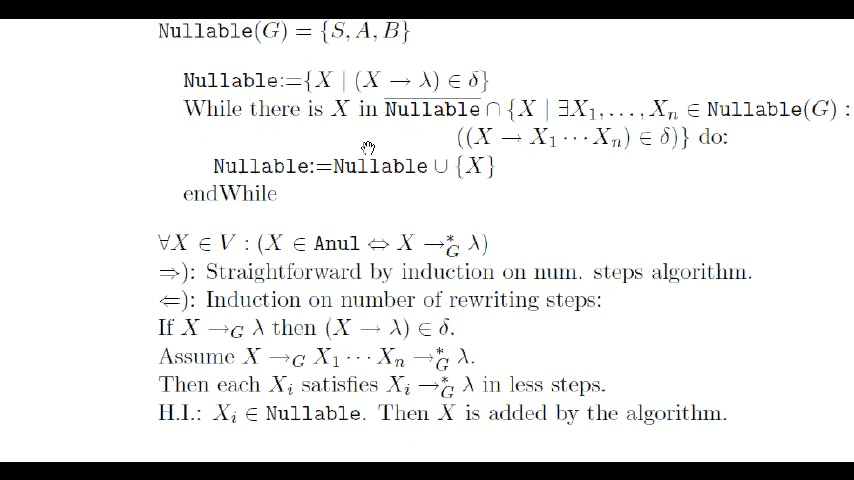 Nullable(G) = {S, A, B}
Nullable:={X | (X → λ) ∈ δ}
While there is X in \overline{Nullable} ∩ {X | ∃X₁, …, Xₙ ∈ Nullable(G) :
((X → X₁ ⋯ Xₙ) ∈ δ)} do:
Nullable:=Nullable ∪ {X}
endWhile
∀X ∈ V : (X ∈ Anul ⇔ X →*_G λ)
⇒): Straightforward by induction on num. steps algorithm.
⇐): Induction on number of rewriting steps:
If X →_G λ then (X → λ) ∈ δ.
Assume X →_G X₁ ⋯ Xₙ →*_G λ.
Then each Xᵢ satisfies Xᵢ →*_G λ in less steps.
H.I.: Xᵢ ∈ Nullable. Then X is added by the algorithm.